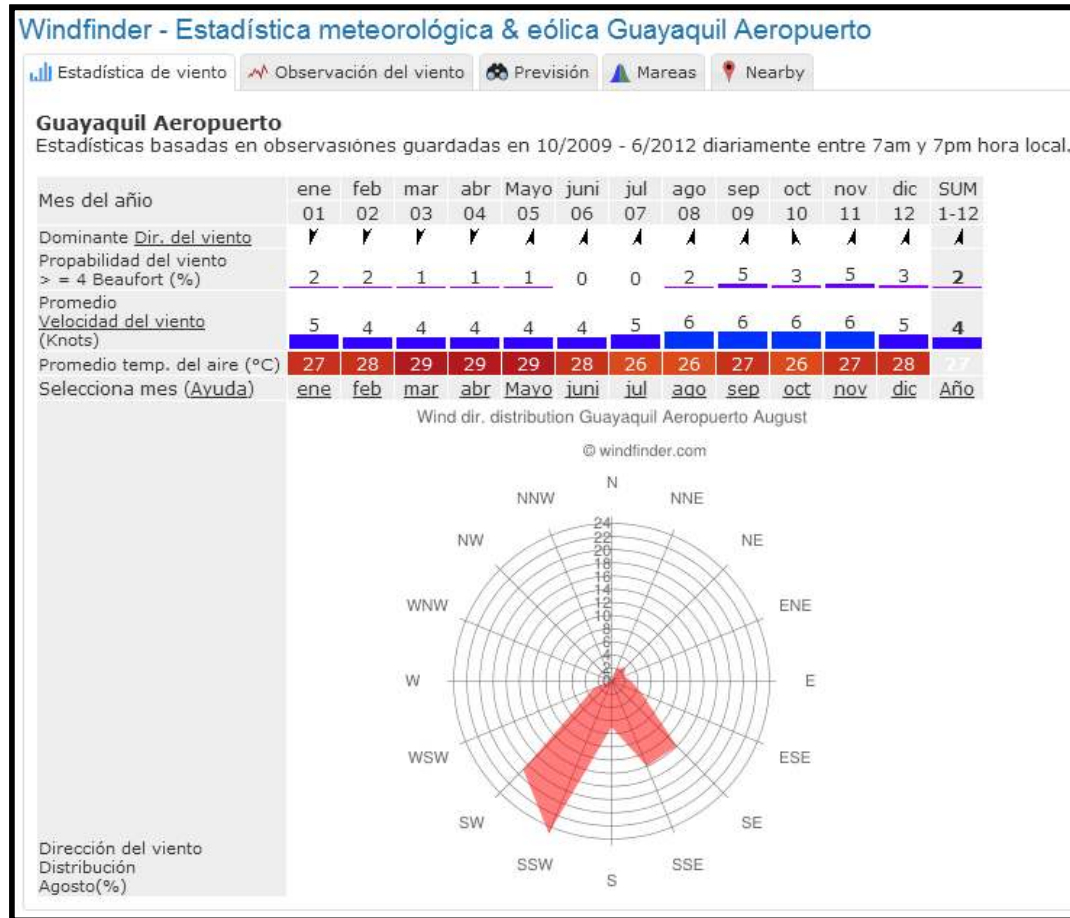 Windfinder - Estadística meteorológica & eólica Guayaquil Aeropuerto
Estadística de viento Observación del viento Previsión Mareas Nearby
Guayaquil Aeropuerto
Estadísticas basadas en observasiónes guardadas en 10/2009 - 6/2012 diariamente entre 7am y 7pm hora local.
Mes del añio ene feb mar abr Mayo juni jul ago sep oct nov dic SUM
01 02 03 04 05 06 07 08 09 10 11 12 1-12
Dominante Dir. del viento
Propabilidad del viento
> = 4 Beaufort (%) 2 2 1 1 1 0 0 2 5 3 5 3 2
Promedio
Velocidad del viento
(Knots) 5 4 4 4 4 4 5 6 6 6 6 5 4
Promedio temp. del aire (°C) 27 28 29 29 29 28 26 26 27 26 27 28 27
Selecciona mes (Ayuda) ene feb mar abr Mayo juni jul ago sep oct nov dic Año
Wind dir. distribution Guayaquil Aeropuerto August
© windfinder.com
N
NNW NNE
24
22
20
NW NE
18
16
14
12
WNW ENE
10
8
6
4
2
W E
WSW ESE
SW SE
SSW SSE
S
Dirección del viento
Distribución
Agosto(%)